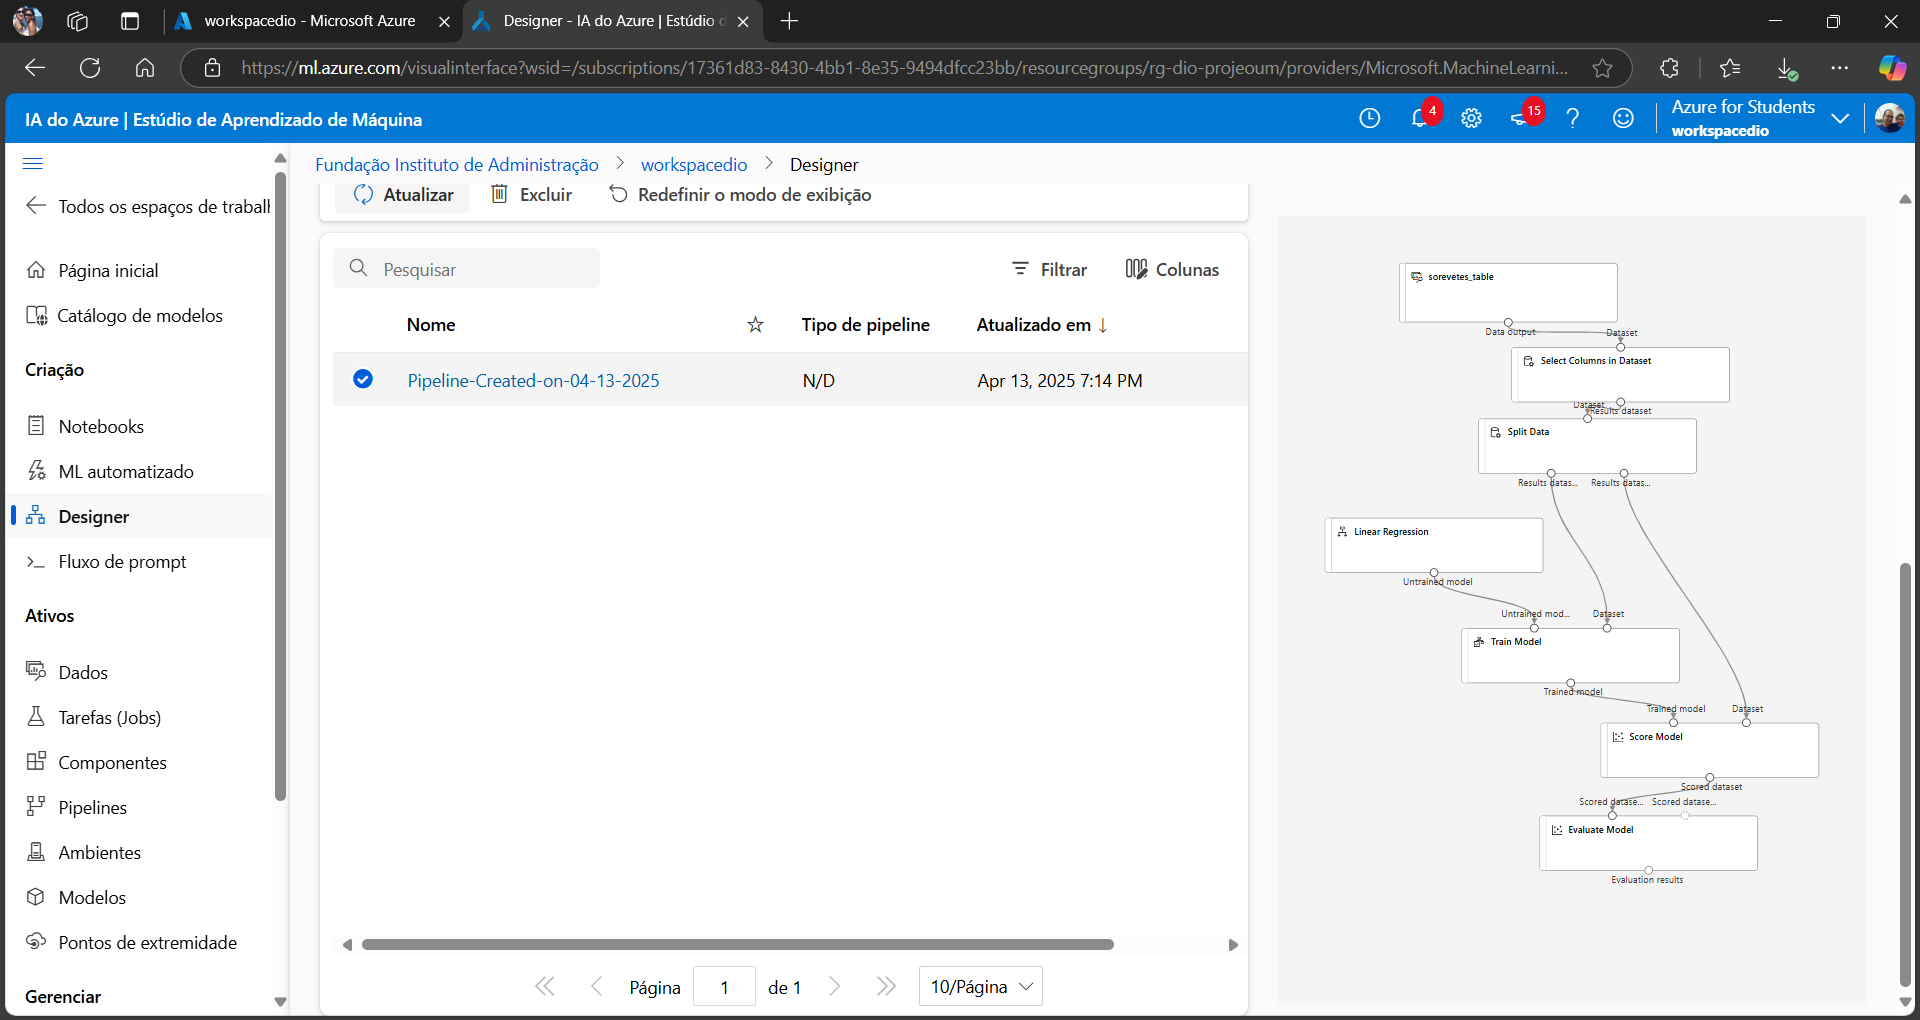 workspacedio - Microsoft Azure
Designer - IA do Azure | Estúdio d
https://ml.azure.com/visualinterface?wsid=/subscriptions/17361d83-8430-4bb1-8e35-9494dfcc23bb/resourcegroups/rg-dio-projeoum/providers/Microsoft.MachineLearni...
IA do Azure | Estúdio de Aprendizado de Máquina
4
15
Azure for Students
workspacedio
Todos os espaços de trabalh
Página inicial
Catálogo de modelos
Criação
Notebooks
ML automatizado
Designer
Fluxo de prompt
Ativos
Dados
Tarefas (Jobs)
Componentes
Pipelines
Ambientes
Modelos
Pontos de extremidade
Gerenciar
Fundação Instituto de Administração > workspacedio > Designer
Atualizar Excluir Redefinir o modo de exibição
Pesquisar
Filtrar Colunas
Nome Tipo de pipeline Atualizado em ↓
Pipeline-Created-on-04-13-2025 N/D Apr 13, 2025 7:14 PM
Página 1 de 1 10/Página
sorevetes_table
Data output Dataset
Select Columns in Dataset
Dataset Results dataset
Split Data
Results datas... Results datas...
Linear Regression
Untrained model
Untrained mod... Dataset
Train Model
Trained model
Trained model Dataset
Score Model
Scored dataset
Scored datase... Scored datase...
Evaluate Model
Evaluation results